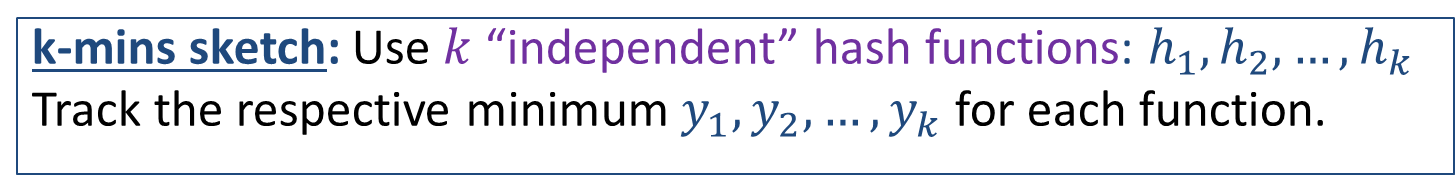 k-mins sketch: Use k “independent” hash functions: h₁, h₂, … , hₖ
Track the respective minimum y₁, y₂, … , yₖ for each function.